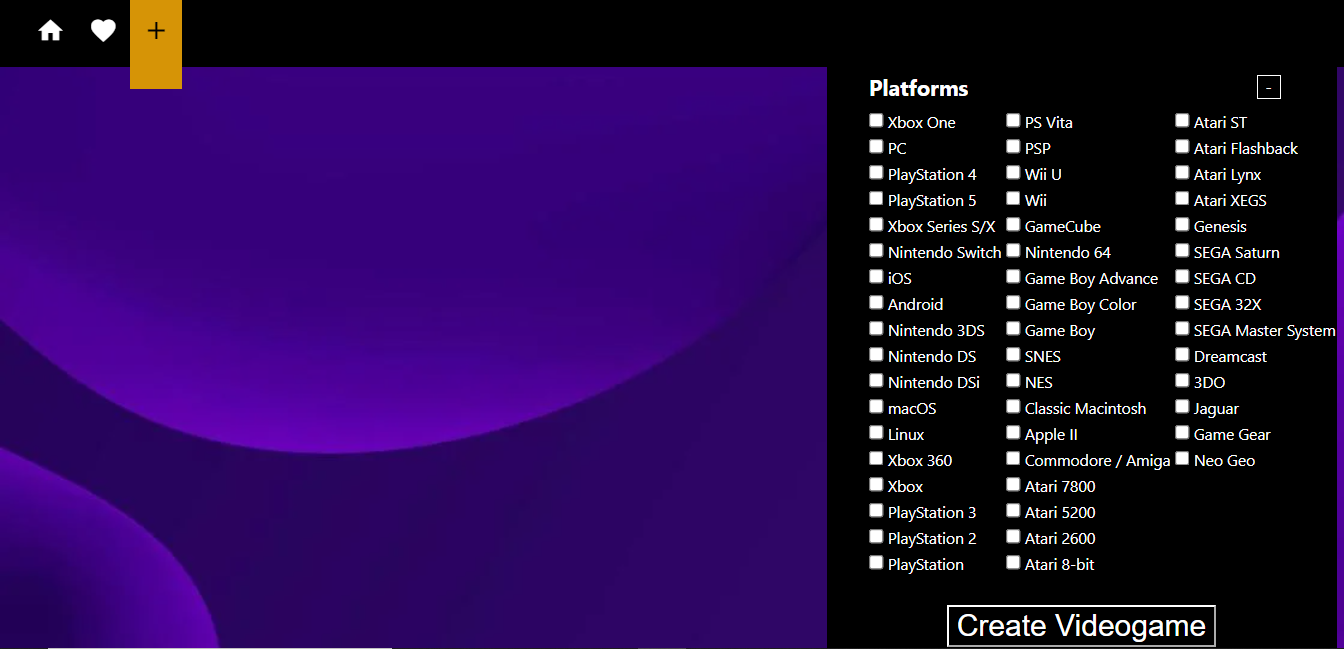 +
Platforms
-
Xbox One
PC
PlayStation 4
PlayStation 5
Xbox Series S/X
Nintendo Switch
iOS
Android
Nintendo 3DS
Nintendo DS
Nintendo DSi
macOS
Linux
Xbox 360
Xbox
PlayStation 3
PlayStation 2
PlayStation
PS Vita
PSP
Wii U
Wii
GameCube
Nintendo 64
Game Boy Advance
Game Boy Color
Game Boy
SNES
NES
Classic Macintosh
Apple II
Commodore / Amiga
Atari 7800
Atari 5200
Atari 2600
Atari 8-bit
Atari ST
Atari Flashback
Atari Lynx
Atari XEGS
Genesis
SEGA Saturn
SEGA CD
SEGA 32X
SEGA Master System
Dreamcast
3DO
Jaguar
Game Gear
Neo Geo
Create Videogame